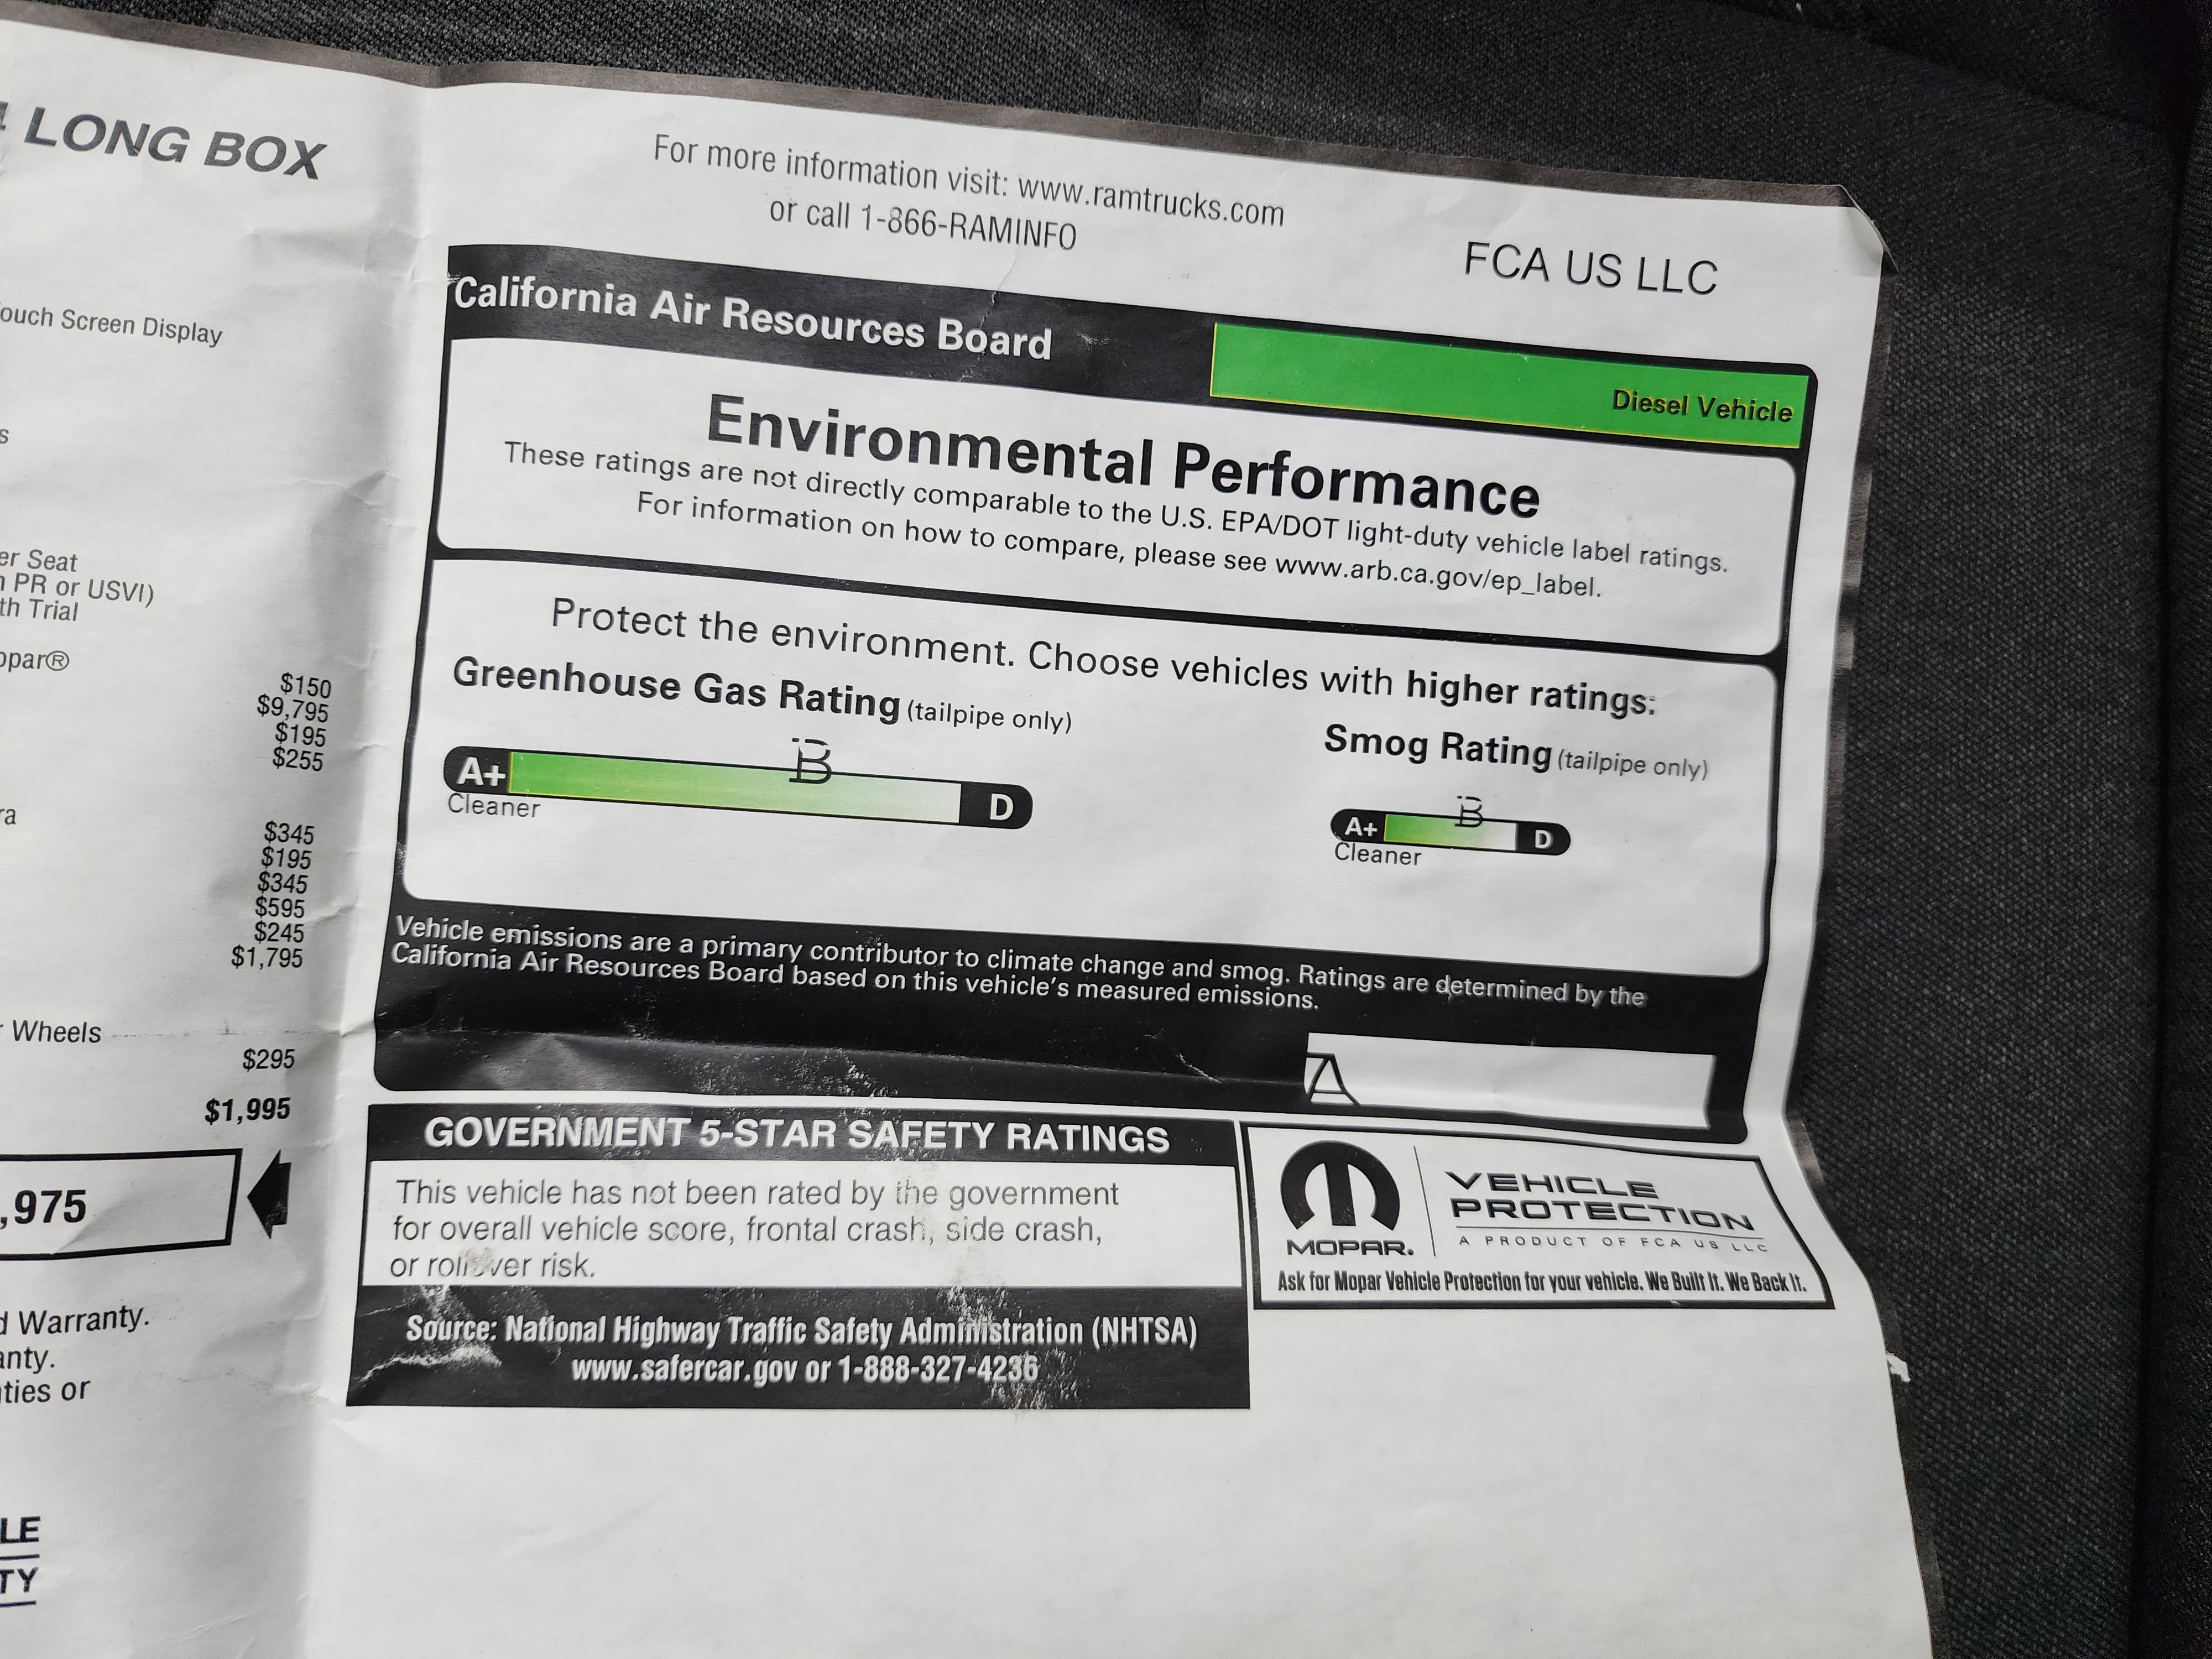 LONG BOX
ouch Screen Display
s
er Seat
n PR or USVI)
th Trial
opar®
$150
$9,795
$195
$255
ra
$345
$195
$345
$595
$245
$1,795
r Wheels
$295
$1,995
,975
d Warranty.
anty.
ties or
LE
TY
For more information visit: www.ramtrucks.com
or call 1-866-RAMINFO
FCA US LLC
California Air Resources Board
Diesel Vehicle
Environmental Performance
These ratings are not directly comparable to the U.S. EPA/DOT light-duty vehicle label ratings.
For information on how to compare, please see www.arb.ca.gov/ep_label.
Protect the environment. Choose vehicles with higher ratings:
Greenhouse Gas Rating (tailpipe only)
B
A+ D
Cleaner
Smog Rating (tailpipe only)
B
A+ D
Cleaner
Vehicle emissions are a primary contributor to climate change and smog. Ratings are determined by the
California Air Resources Board based on this vehicle's measured emissions.
A
GOVERNMENT 5-STAR SAFETY RATINGS
This vehicle has not been rated by the government
for overall vehicle score, frontal crash, side crash,
or rollover risk.
Source: National Highway Traffic Safety Administration (NHTSA)
www.safercar.gov or 1-888-327-4236
MOPAR.
VEHICLE
PROTECTION
A PRODUCT OF FCA US LLC
Ask for Mopar Vehicle Protection for your vehicle. We Built It. We Back It.